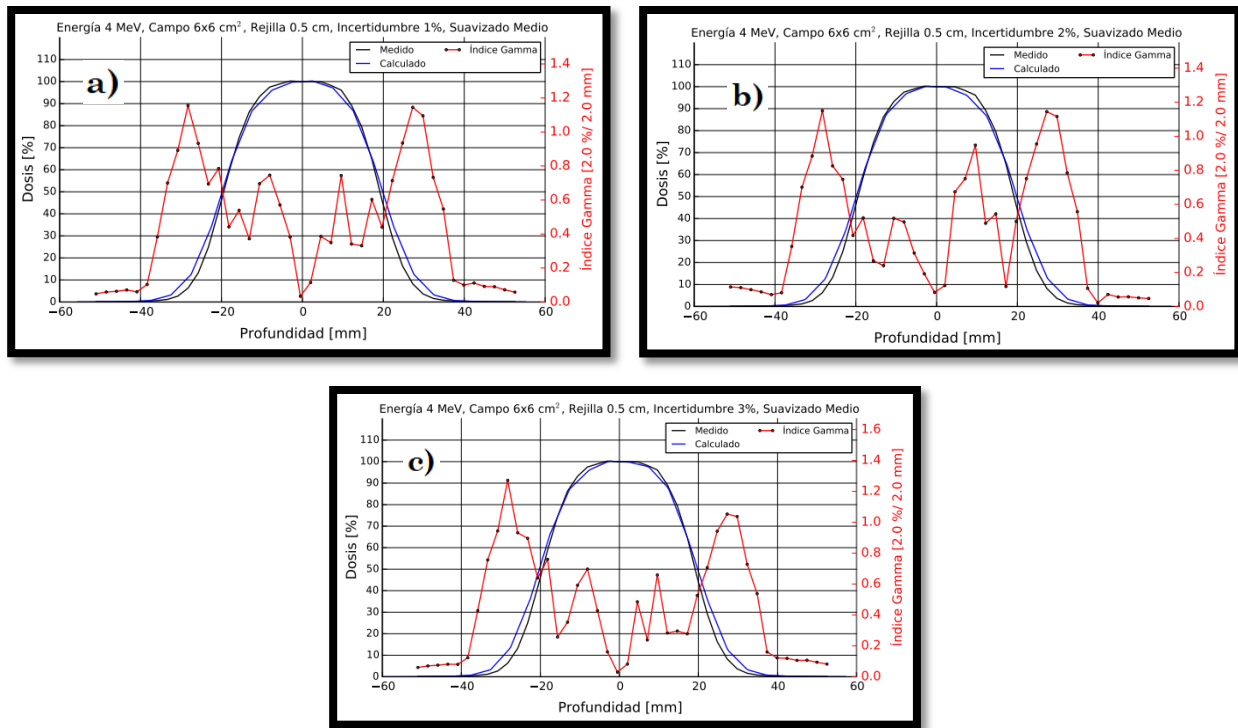 Energía 4 MeV, Campo 6x6 cm², Rejilla 0.5 cm, Incertidumbre 1%, Suavizado Medio
a)
Medido
Calculado
Índice Gamma
Dosis [%]
110
100
90
80
70
60
50
40
30
20
10
0
1.4
1.2
1.0
0.8
0.6
0.4
0.2
0.0
Índice Gamma [2.0 %/ 2.0 mm]
−60 −40 −20 0 20 40 60
Profundidad [mm]
Energía 4 MeV, Campo 6x6 cm², Rejilla 0.5 cm, Incertidumbre 2%, Suavizado Medio
b)
Medido
Calculado
Índice Gamma
Dosis [%]
110
100
90
80
70
60
50
40
30
20
10
0
1.4
1.2
1.0
0.8
0.6
0.4
0.2
0.0
Índice Gamma [2.0 %/ 2.0 mm]
−60 −40 −20 0 20 40 60
Profundidad [mm]
Energía 4 MeV, Campo 6x6 cm², Rejilla 0.5 cm, Incertidumbre 3%, Suavizado Medio
c)
Medido
Calculado
Índice Gamma
Dosis [%]
110
100
90
80
70
60
50
40
30
20
10
0
1.6
1.4
1.2
1.0
0.8
0.6
0.4
0.2
0.0
Índice Gamma [2.0 %/ 2.0 mm]
−60 −40 −20 0 20 40 60
Profundidad [mm]